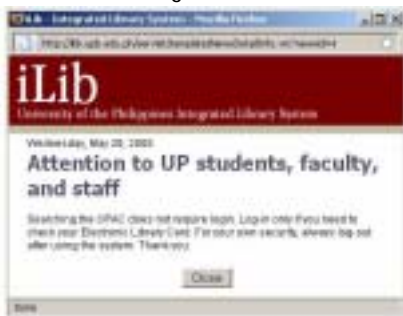 iLib - Integrated Library System - Mozilla Firefox
iLib
University of the Philippines Integrated Library System
Wednesday, May 28,
Attention to UP students, faculty,
and staff
Searching the OPAC does not require login. Log in only if you need to
check your Electronic Library Card. For your own security, always log out
after using the system. Thank you.
Close
Done